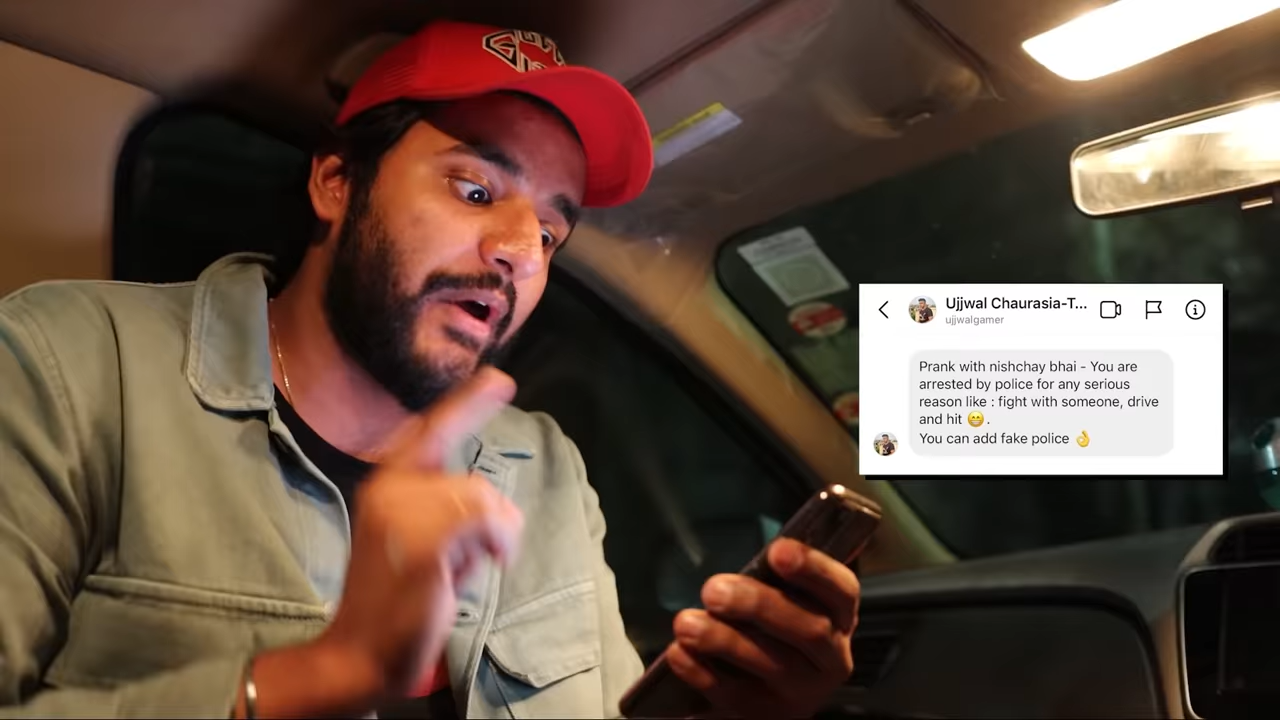 Ujjwal Chaurasia-T...
ujjwalgamer
Prank with nishchay bhai - You are
arrested by police for any serious
reason like : fight with someone, drive
and hit 😁 .
You can add fake police 👌